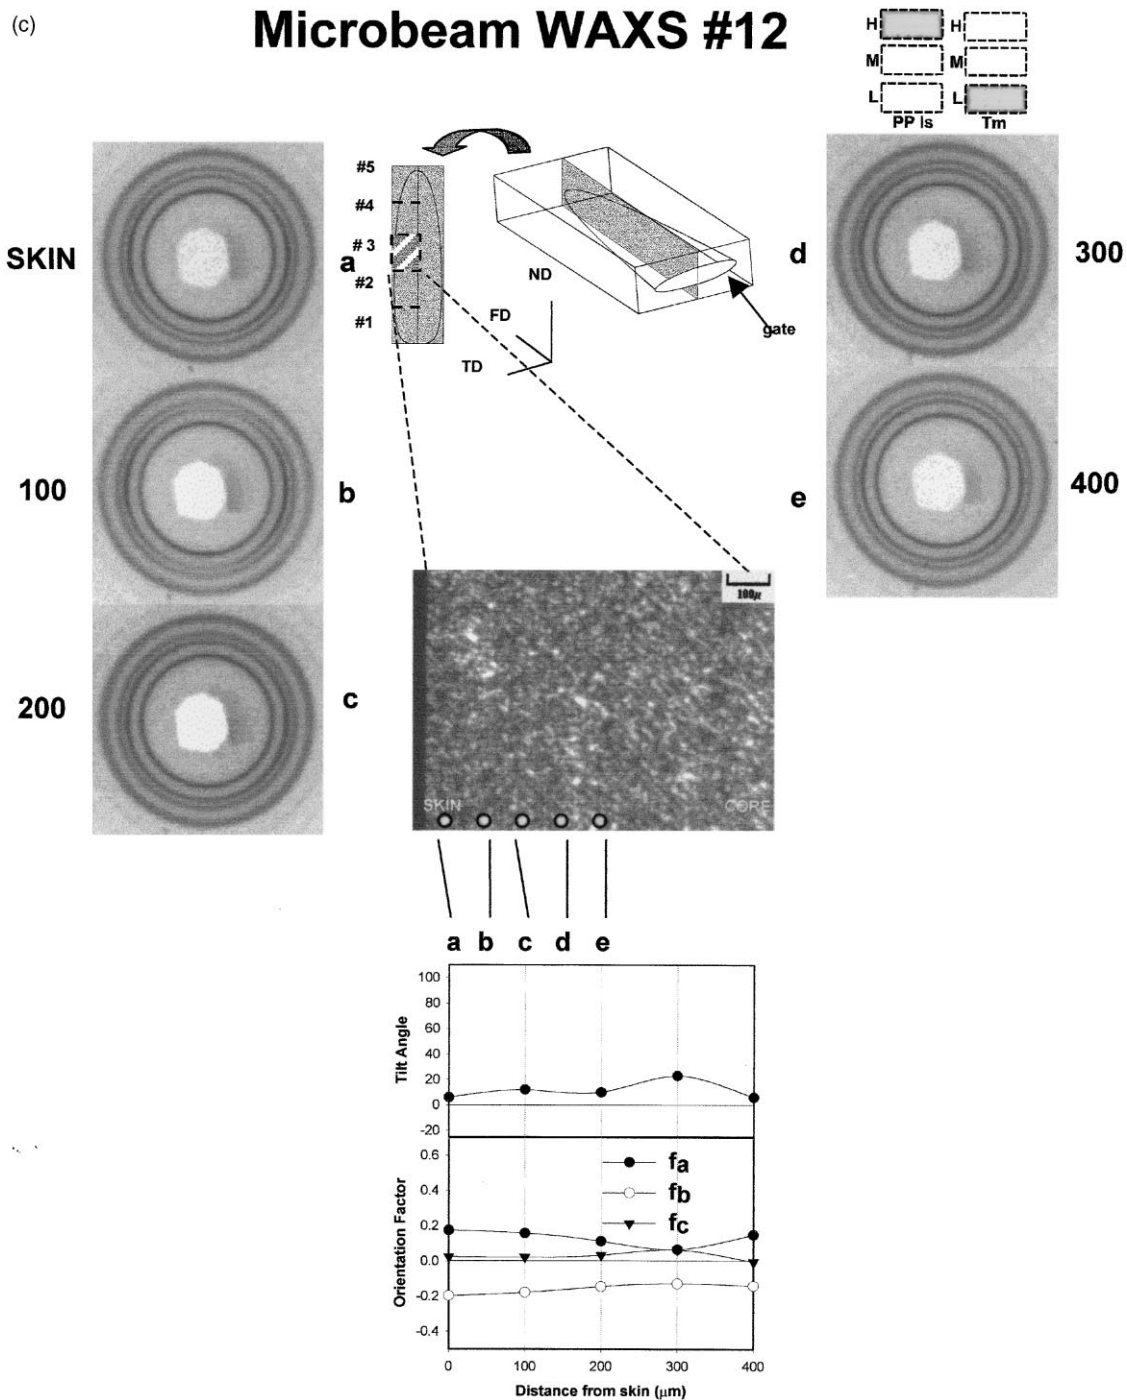 (c)
Microbeam WAXS #12
H H
M M
L L
PP Is Tm
SKIN
a
100
b
200
c
#5
#4
# 3
#2
#1
ND
FD
TD
gate
d
300
e
400
100μ
SKIN
CORE
a b c d e
Tilt Angle
100
80
60
40
20
0
-20
Orientation Factor
0.6
0.4
0.2
0.0
-0.2
-0.4
fa
fb
fc
0 100 200 300 400
Distance from skin (μm)